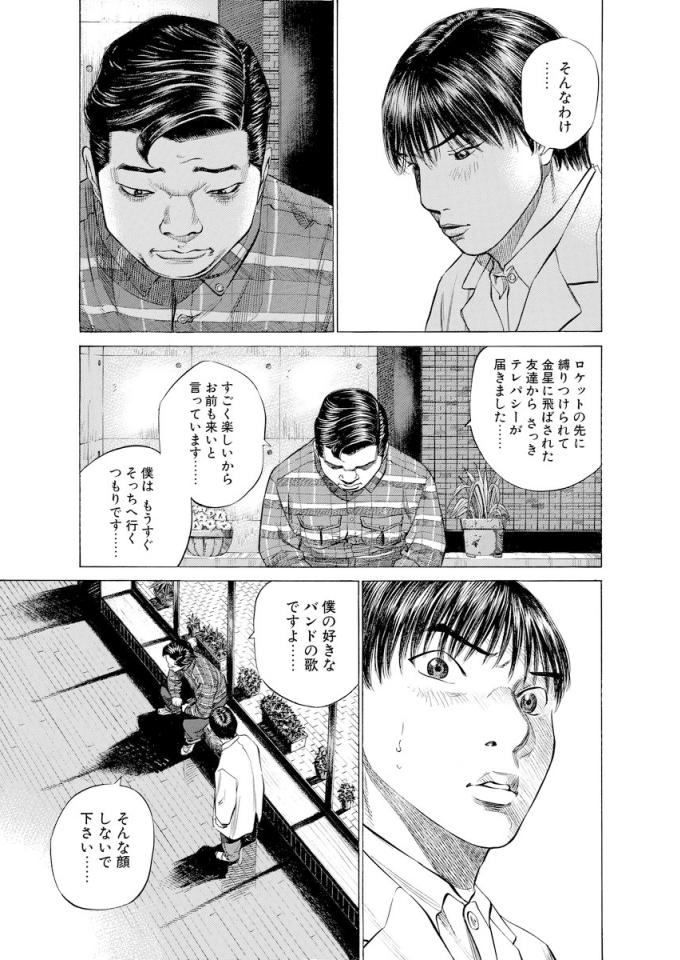 そんなわけ
……
ロケットの先に
縛りつけられて
金星に飛ばされた
友達から さっき
テレパシーが
届きました……
すごく楽しいから
お前も来いと
言っています……
僕は もうすぐ
そっちへ行く
つもりです……
僕の好きな
バンドの歌
ですよ……
そんな顔
しないで
下さい……